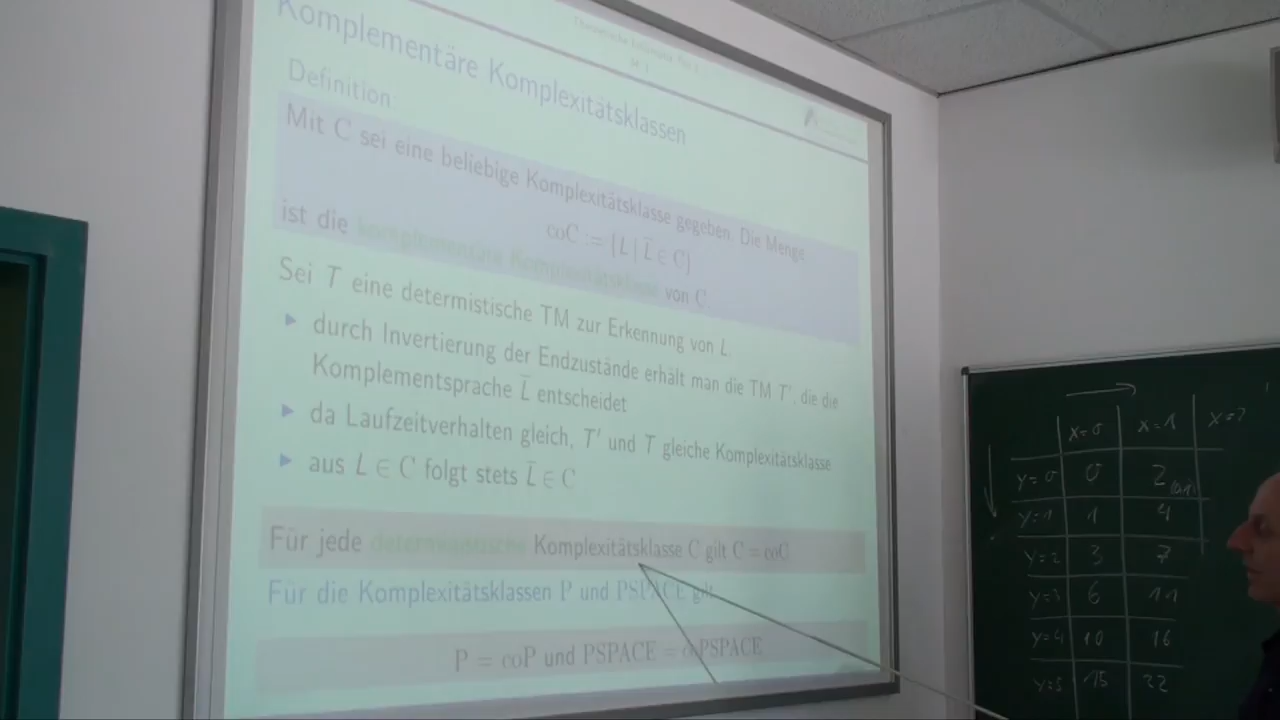 Komplementäre Komplexitätsklassen
Definition
Mit C sei eine beliebige Komplexitätsklasse gegeben. Die Menge
coC := {L | L̅ ∈ C}
ist die komplementäre Komplexitätsklasse von C
Sei T eine determistische TM zur Erkennung von L.
▶ durch Invertierung der Endzustände erhält man die TM T′, die die
Komplementsprache L̅ entscheidet
▶ da Laufzeitverhalten gleich, T′ und T gleiche Komplexitätsklasse
▶ aus L ∈ C folgt stets L̅ ∈ C
Für jede deterministische Komplexitätsklasse C gilt C = coC
Für die Komplexitätsklassen P und PSPACE gilt
P = coP und PSPACE = coPSPACE
x=0 x=1 x=2
y=0 0 2
y=1 1 4
y=2 3 7
y=3 6 11
y=4 10 16
y=5 15 22